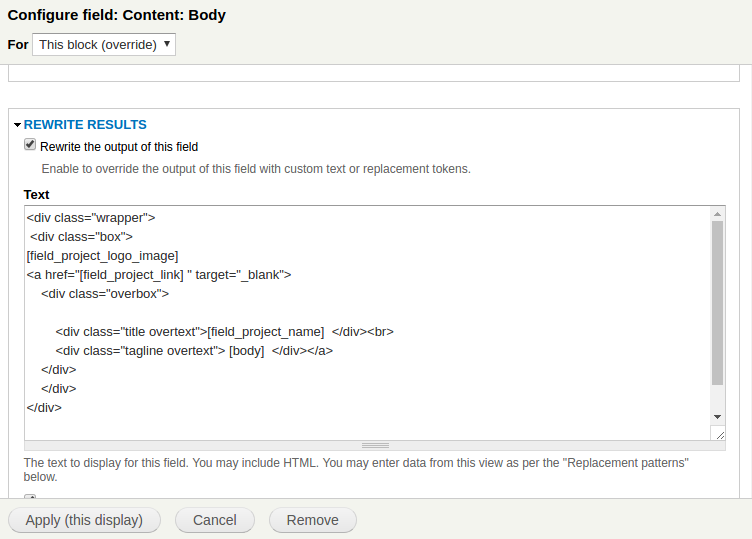 Configure field: Content: Body
For This block (override)
REWRITE RESULTS
Rewrite the output of this field
Enable to override the output of this field with custom text or replacement tokens.
Text
<div class="wrapper">
<div class="box">
[field_project_logo_image]
<a href="[field_project_link] " target="_blank">
<div class="overbox">
<div class="title overtext">[field_project_name]  </div><br>
<div class="tagline overtext"> [body]  </div></a>
</div>
</div>
</div>
The text to display for this field. You may include HTML. You may enter data from this view as per the "Replacement patterns"
below.
Apply (this display) Cancel Remove